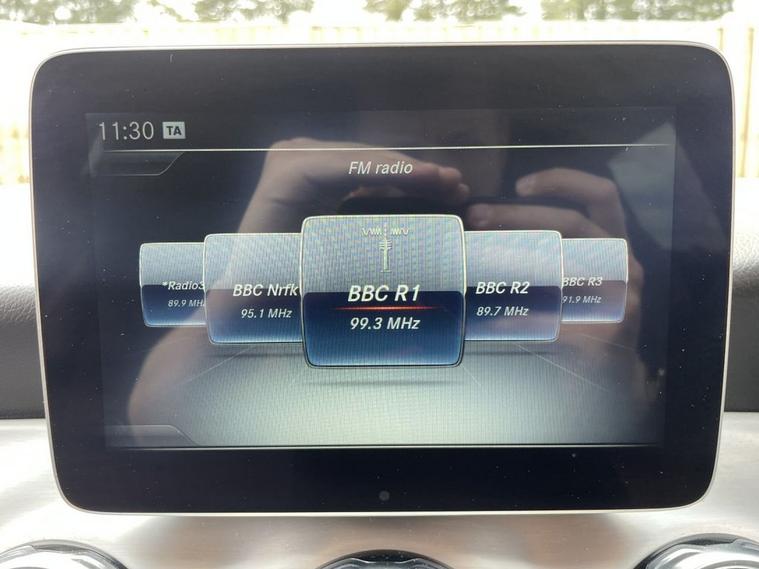 11:30 TA
FM radio
*Radio3
89.9 MHz
BBC Nrfk
95.1 MHz
BBC R1
99.3 MHz
BBC R2
89.7 MHz
BBC R3
91.9 MHz